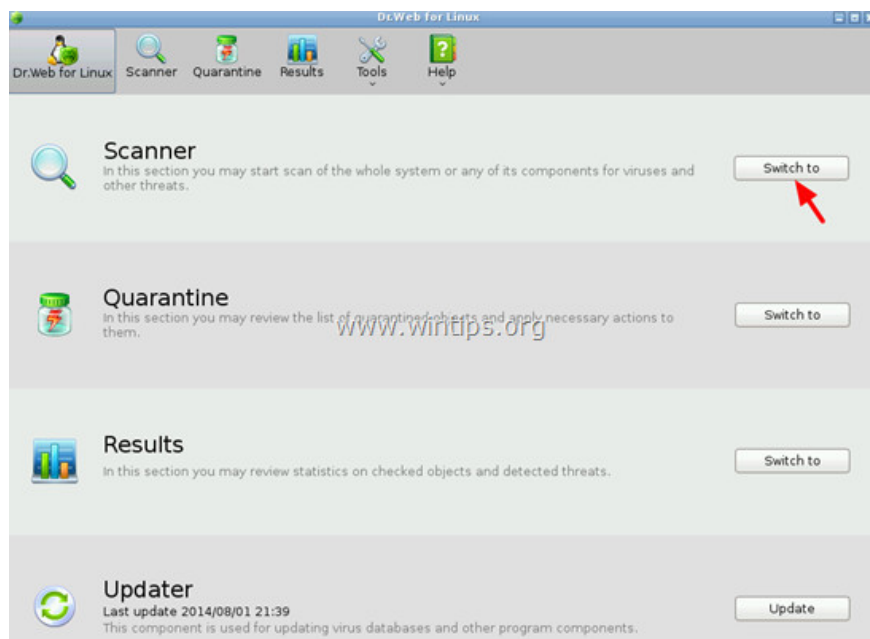 Dr.Web for Linux
Dr.Web for Linux Scanner Quarantine Results Tools Help
Scanner
In this section you may start scan of the whole system or any of its components for viruses and
other threats.
Switch to
Quarantine
In this section you may review the list of quarantined objects and apply necessary actions to
them.
Switch to
www.wintips.org
Results
In this section you may review statistics on checked objects and detected threats.
Switch to
Updater
Last update 2014/08/01 21:39
This component is used for updating virus databases and other program components.
Update